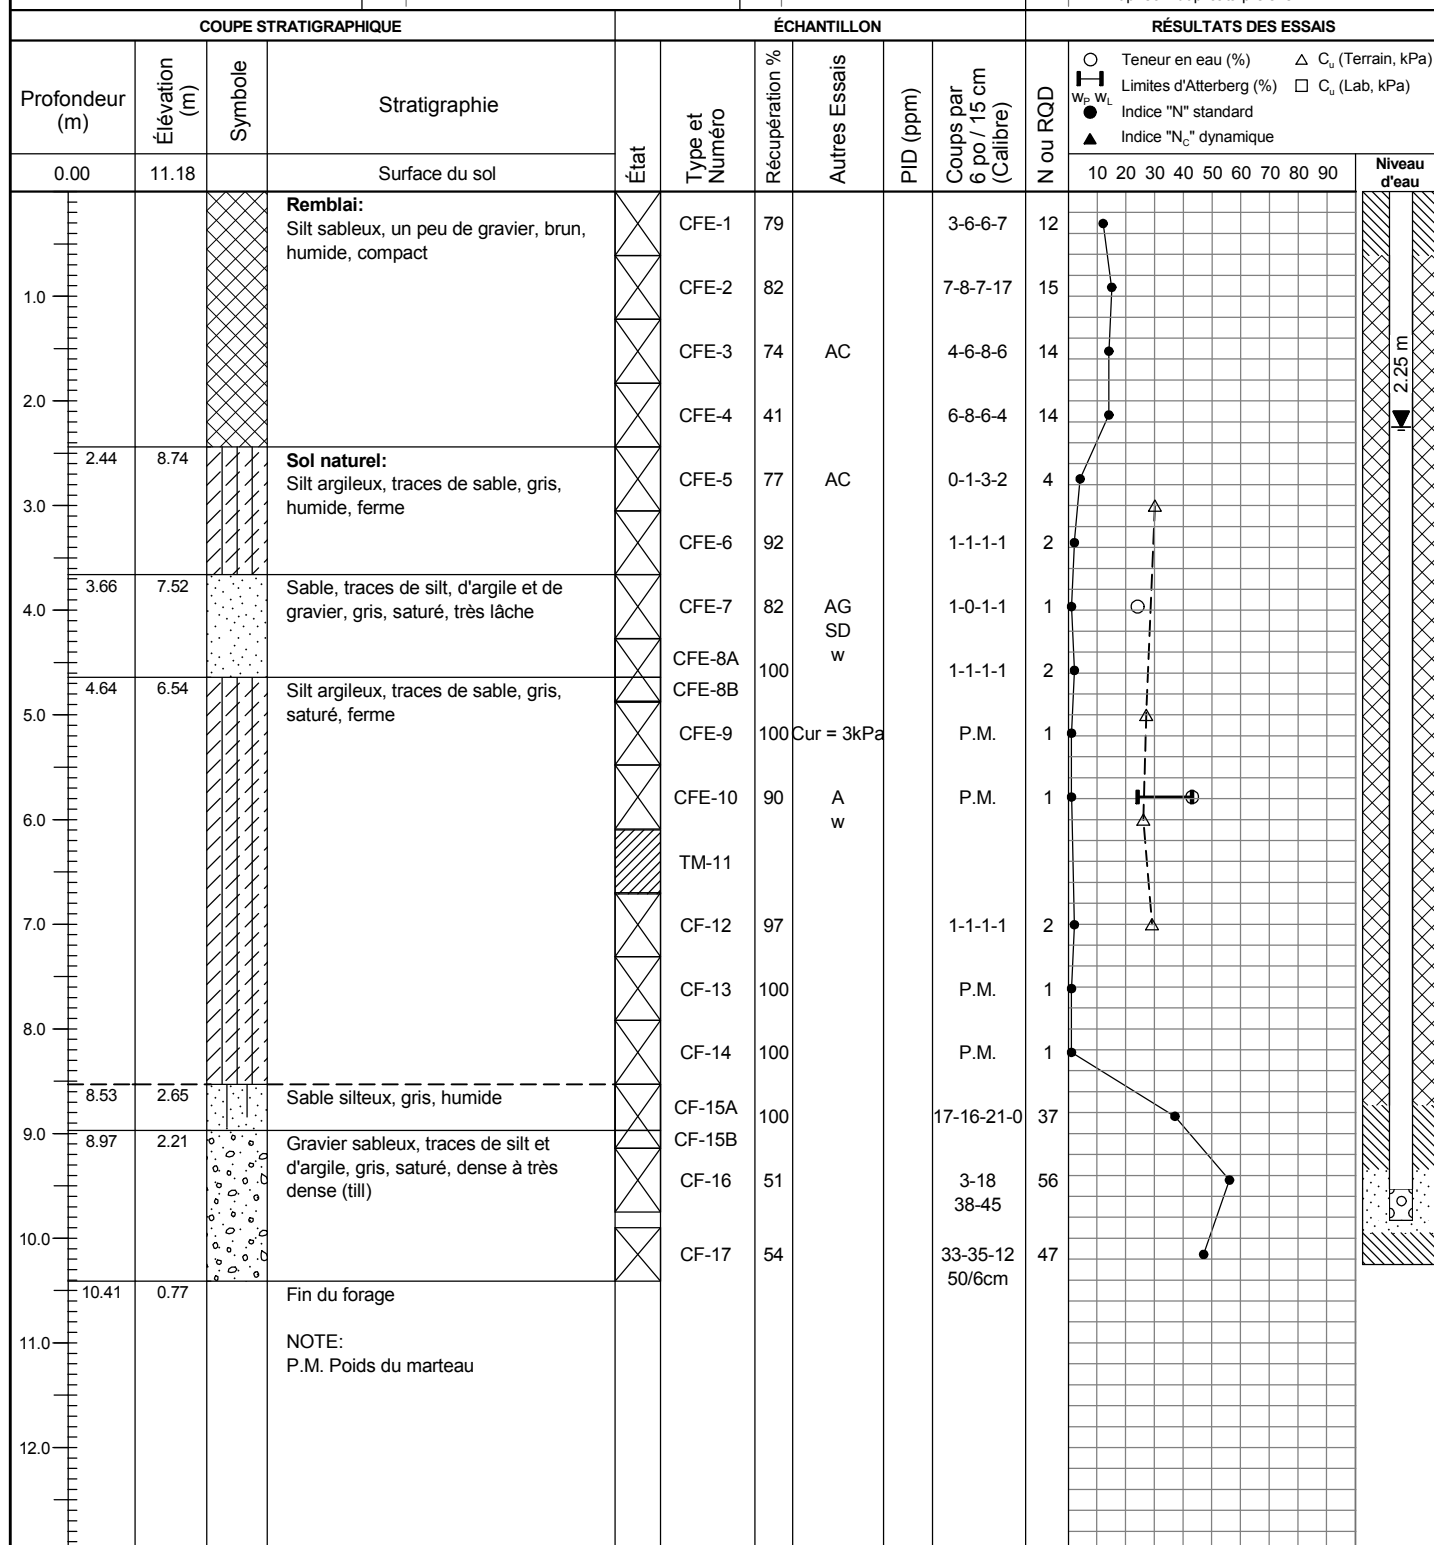 COUPE STRATIGRAPHIQUE ÉCHANTILLON RÉSULTATS DES ESSAIS
Profondeur (m)
Élévation (m)
Symbole
Stratigraphie
État
Type et Numéro
Récupération %
Autres Essais
PID (ppm)
Coups par 6 po / 15 cm (Calibre)
N ou RQD
Teneur en eau (%) Cu (Terrain, kPa)
Limites d'Atterberg (%) Cu (Lab, kPa)
WP WL
Indice "N" standard
Indice "NC" dynamique
0.00 11.18 Surface du sol
10 20 30 40 50 60 70 80 90
Niveau d'eau
Remblai:
Silt sableux, un peu de gravier, brun,
humide, compact
CFE-1 79 3-6-6-7 12
1.0 CFE-2 82 7-8-7-17 15
CFE-3 74 AC 4-6-8-6 14
2.25 m
2.0 CFE-4 41 6-8-6-4 14
2.44 8.74 Sol naturel:
Silt argileux, traces de sable, gris,
humide, ferme
CFE-5 77 AC 0-1-3-2 4
3.0
CFE-6 92 1-1-1-1 2
3.66 7.52 Sable, traces de silt, d'argile et de
gravier, gris, saturé, très lâche
4.0 CFE-7 82 AG 1-0-1-1 1
SD
w
CFE-8A 100 1-1-1-1 2
CFE-8B
4.64 6.54 Silt argileux, traces de sable, gris,
saturé, ferme
5.0
CFE-9 100 Cur = 3kPa P.M. 1
CFE-10 90 A P.M. 1
w
6.0
TM-11
7.0 CF-12 97 1-1-1-1 2
CF-13 100 P.M. 1
8.0 CF-14 100 P.M. 1
8.53 2.65 Sable silteux, gris, humide
CF-15A 100 17-16-21-0 37
CF-15B
9.0
8.97 2.21 Gravier sableux, traces de silt et
d'argile, gris, saturé, dense à très
dense (till)
CF-16 51 3-18 56
38-45
10.0 CF-17 54 33-35-12 47
50/6cm
10.41 0.77 Fin du forage
11.0 NOTE:
P.M. Poids du marteau
12.0